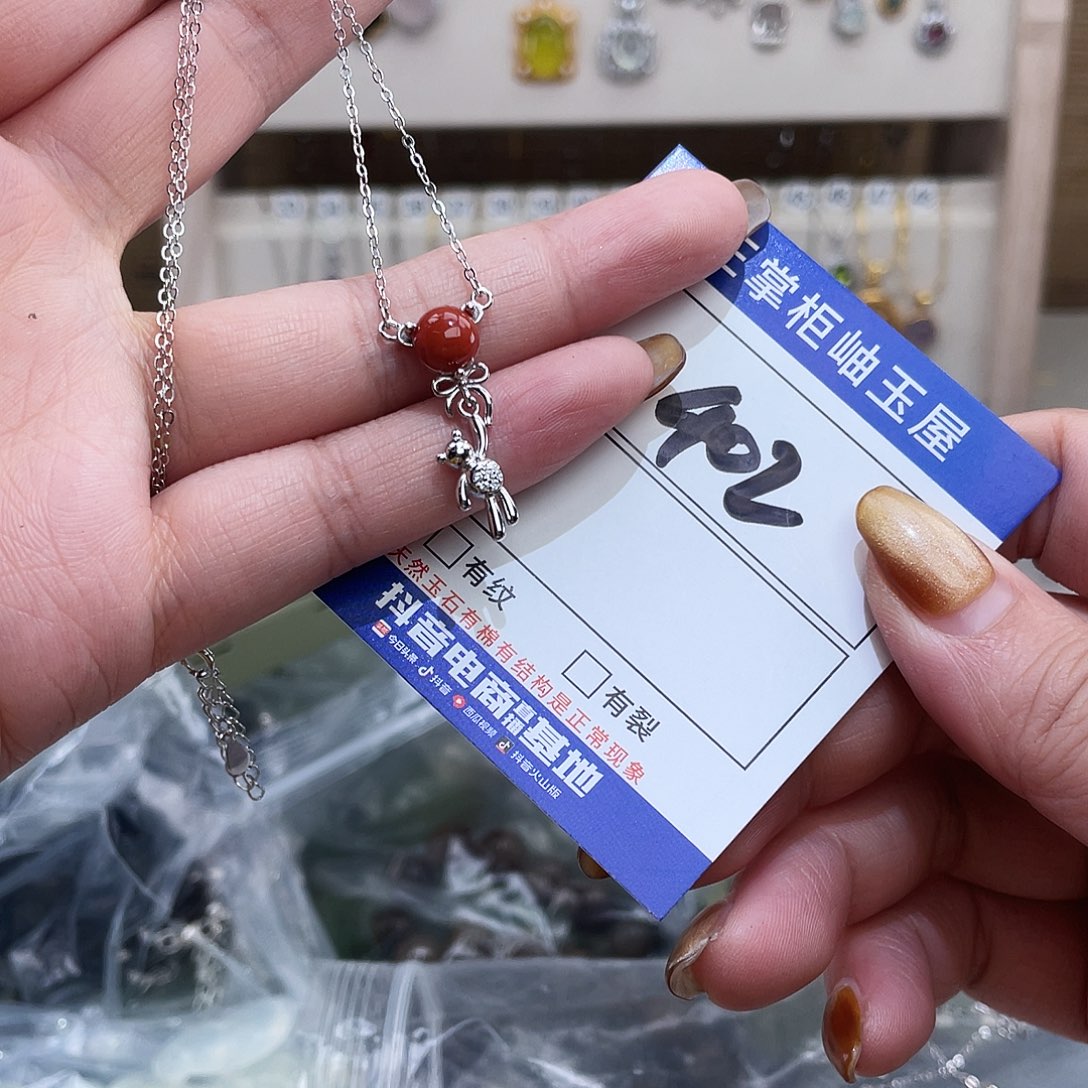 王掌柜岫玉屋
402
有纹
有裂
天然玉石有棉有结构是正常现象
抖音电商直播基地
今日头条 抖音 西瓜视频 抖音火山版